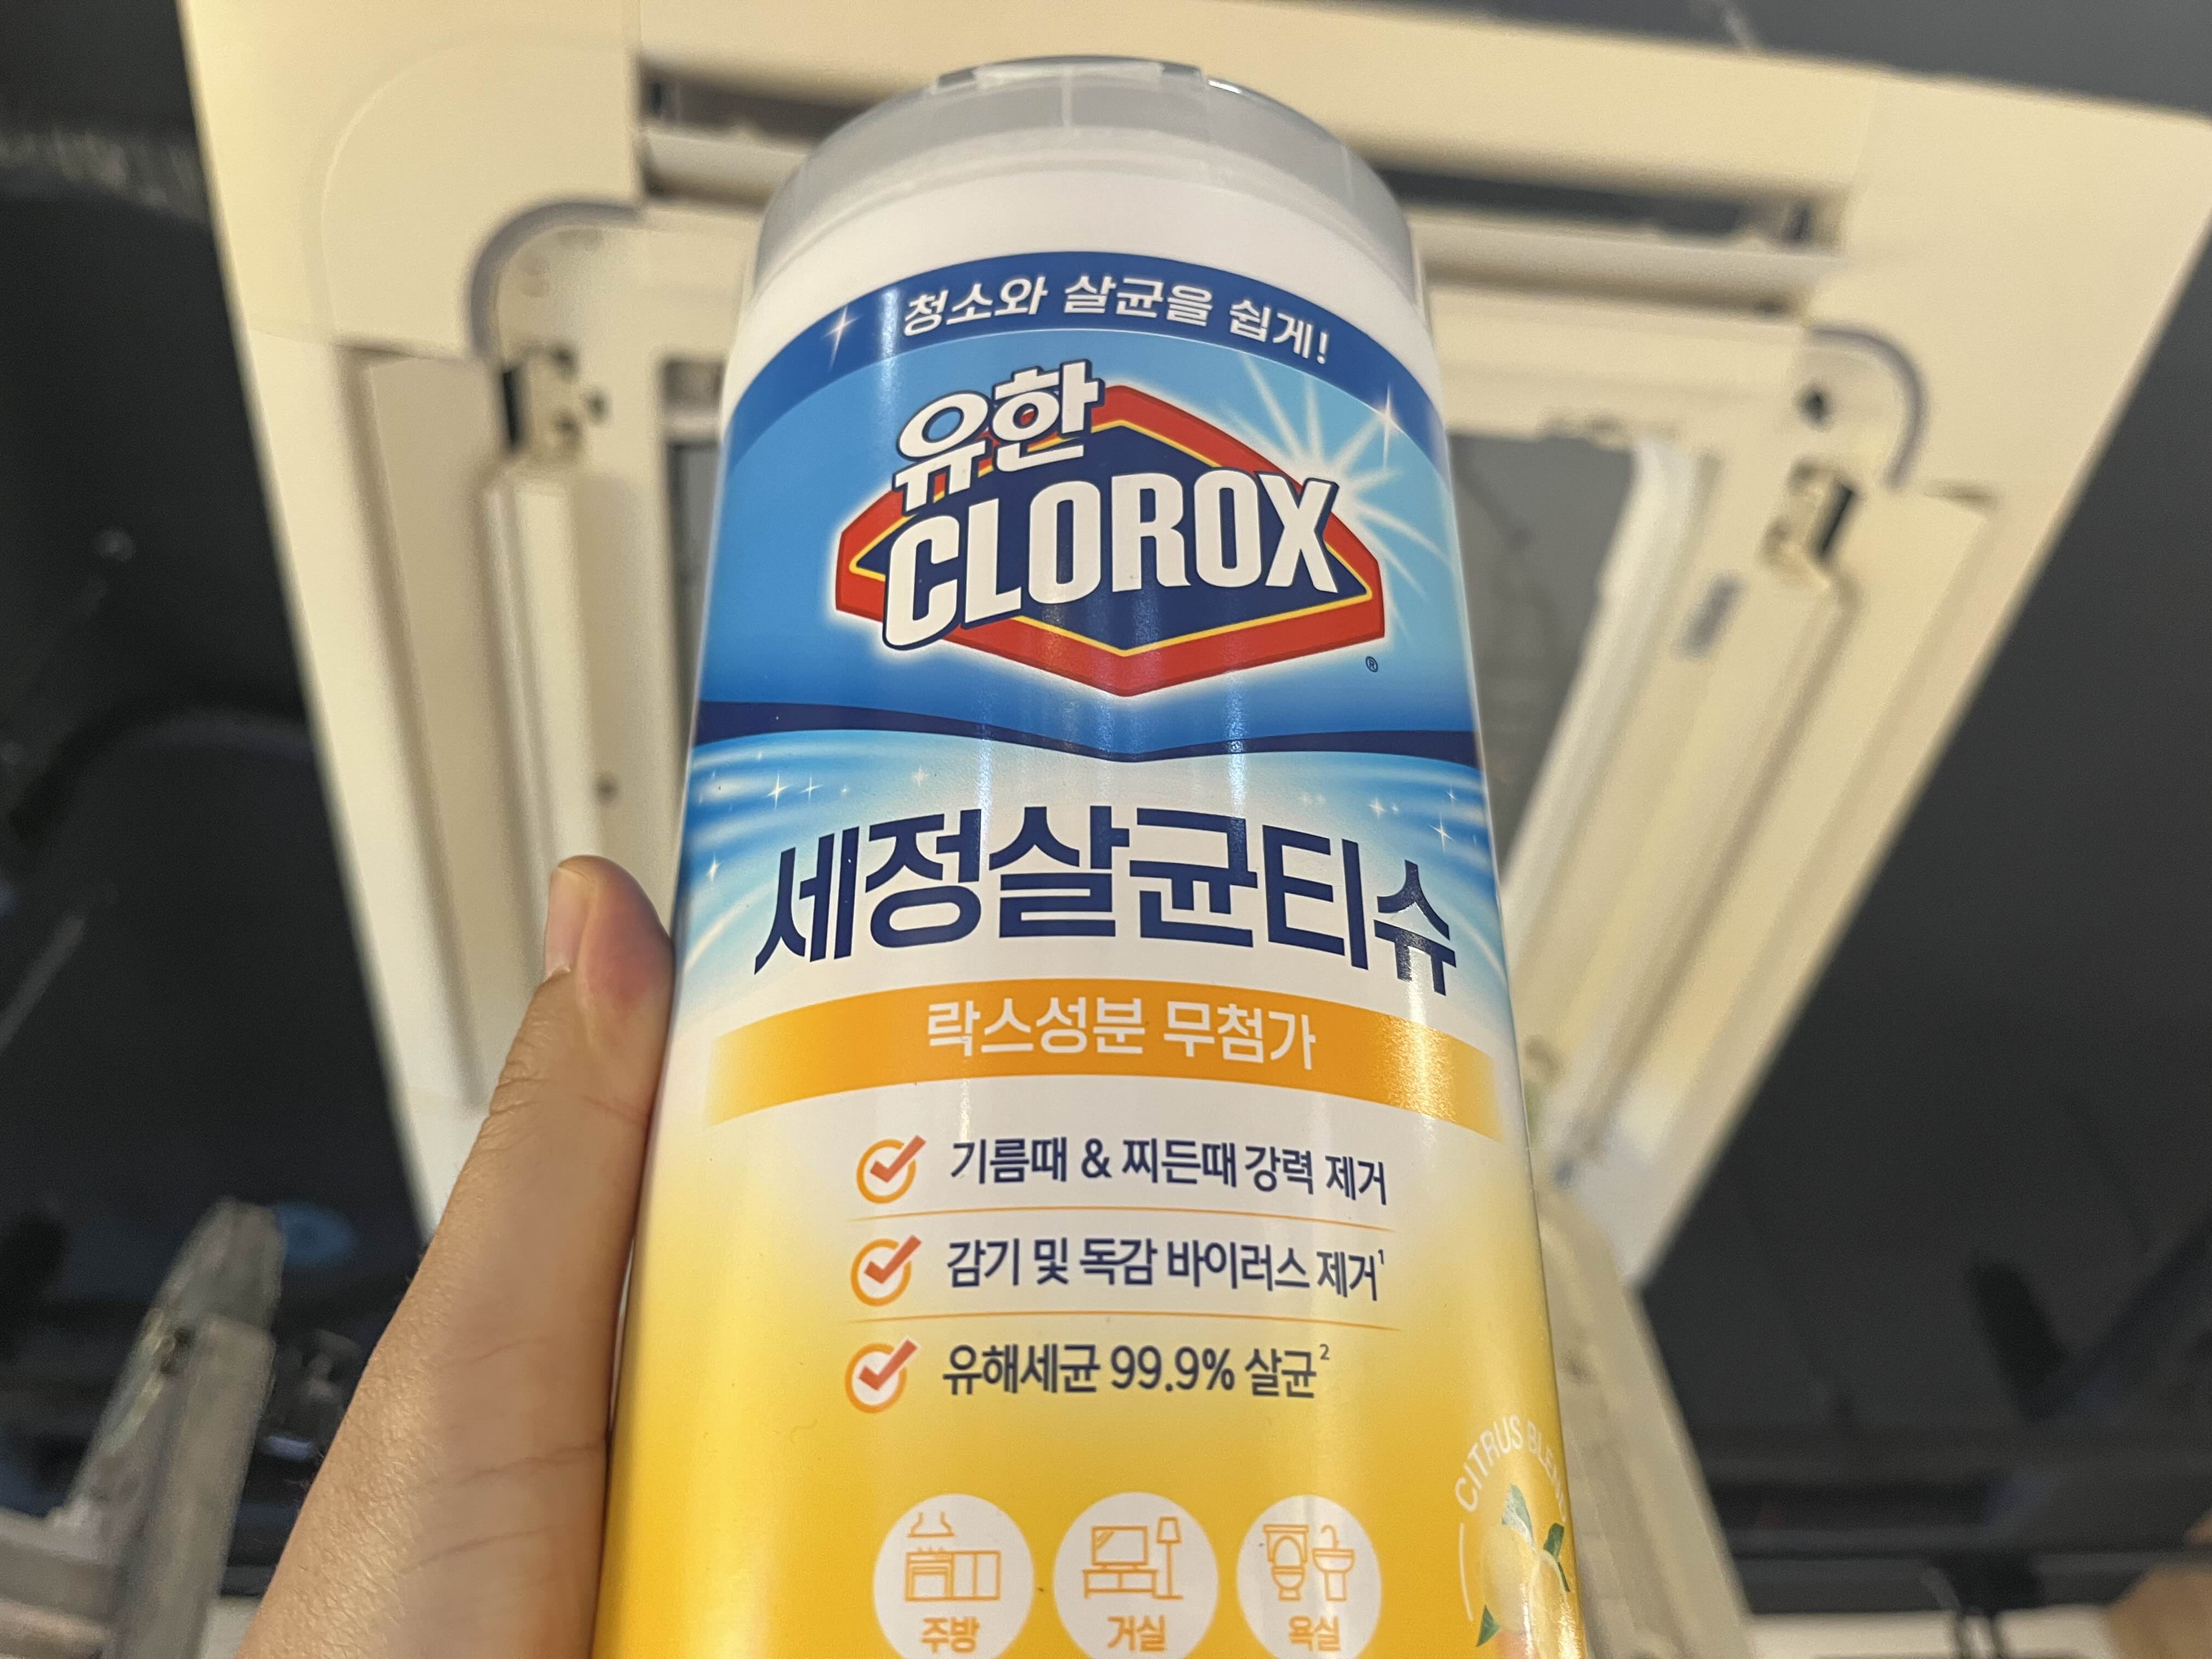 청소와 살균을 쉽게!
유한
CLOROX
®
세정살균티슈
락스성분 무첨가
기름때 & 찌든때 강력 제거
감기 및 독감 바이러스 제거¹
유해세균 99.9% 살균²
CITRUS
주방
거실
욕실